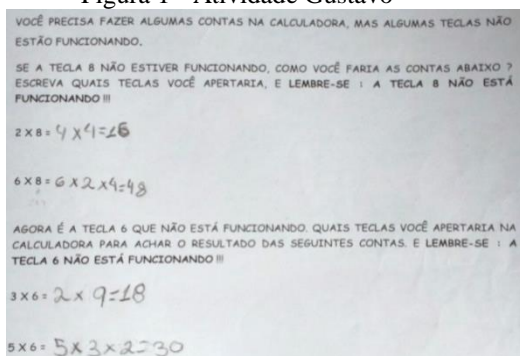 Figura 1 - Atividade Gustavo
VOCÊ PRECISA FAZER ALGUMAS CONTAS NA CALCULADORA, MAS ALGUMAS TECLAS NÃO
ESTÃO FUNCIONANDO.
SE A TECLA 8 NÃO ESTIVER FUNCIONANDO, COMO VOCÊ FARIA AS CONTAS ABAIXO ?
ESCREVA QUAIS TECLAS VOCÊ APERTARIA, E LEMBRE-SE : A TECLA 8 NÃO ESTÁ
FUNCIONANDO !!!
2 X 8 = 4 X 4 = 16
6 X 8 = 6 X 2 X 4 = 48
AGORA É A TECLA 6 QUE NÃO ESTÁ FUNCIONANDO. QUAIS TECLAS VOCÊ APERTARIA NA
CALCULADORA PARA ACHAR O RESULTADO DAS SEGUINTES CONTAS. E LEMBRE-SE : A
TECLA 6 NÃO ESTÁ FUNCIONANDO !!!
3 X 6 = 2 X 9 = 18
5 X 6 = 5 X 3 X 2 = 30